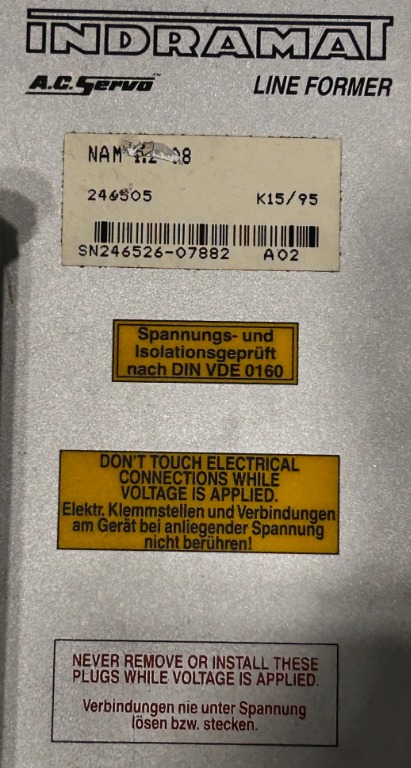 INDRAMAT
A.C. Servo™
LINE FORMER
NAM
K15/95
SN246526-07882 A02
Spannungs- und
Isolationsgeprüft
nach DIN VDE 0160
DON'T TOUCH ELECTRICAL
CONNECTIONS WHILE
VOLTAGE IS APPLIED.
Elektr. Klemmstellen und Verbindungen
am Gerät bei anliegender Spannung
nicht berühren!
NEVER REMOVE OR INSTALL THESE
PLUGS WHILE VOLTAGE IS APPLIED.
Verbindungen nie unter Spannung
lösen bzw. stecken.